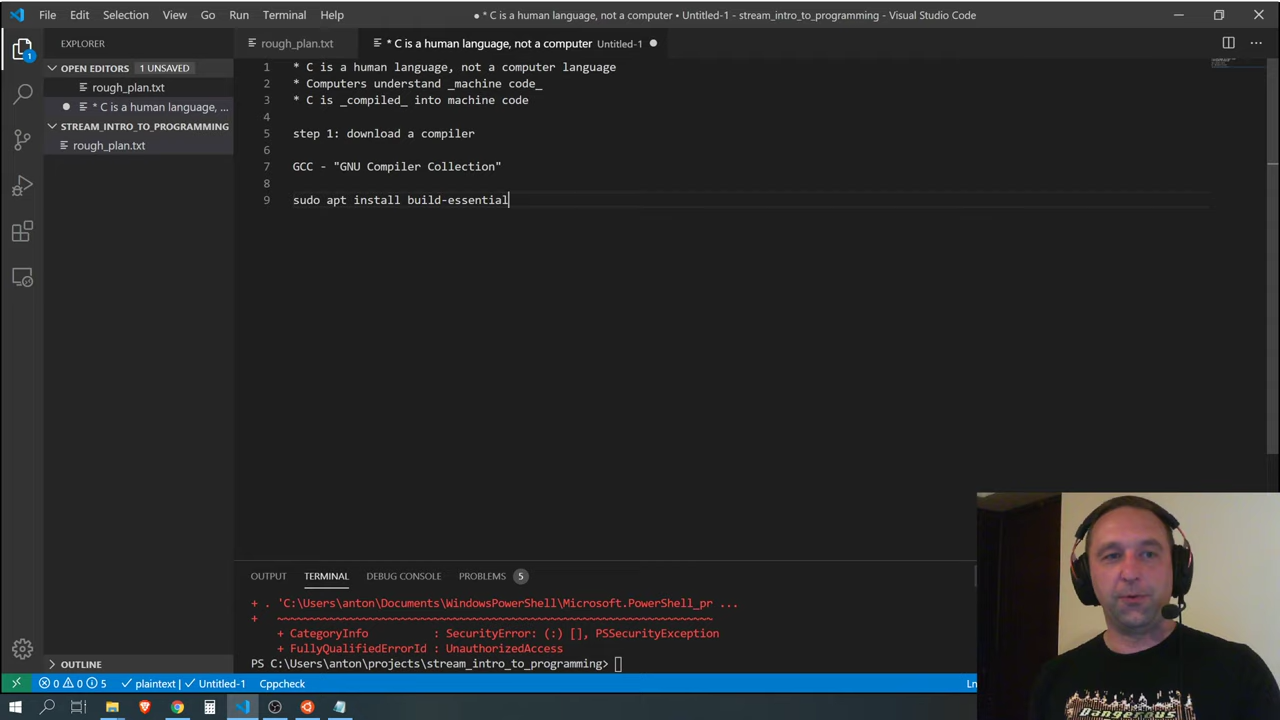 File Edit Selection View Go Run Terminal Help
● * C is a human language, not a computer • Untitled-1 - stream_intro_to_programming - Visual Studio Code
EXPLORER
rough_plan.txt
* C is a human language, not a computer Untitled-1
OPEN EDITORS 1 UNSAVED
rough_plan.txt
* C is a human language, ...
STREAM_INTRO_TO_PROGRAMMING
rough_plan.txt
1
1 * C is a human language, not a computer language
2 * Computers understand _machine code_
3 * C is _compiled_ into machine code
4
5 step 1: download a compiler
6
7 GCC - "GNU Compiler Collection"
8
9 sudo apt install build-essential
OUTPUT TERMINAL DEBUG CONSOLE PROBLEMS 5
+ . 'C:\Users\anton\Documents\WindowsPowerShell\Microsoft.PowerShell_pr ...
+ ~~~~~~~~~~~~~~~~~~~~~~~~~~~~~~~~~~~~~~~~~~~~~~~~~~~~~~~~~~~~~~~~~
+ CategoryInfo : SecurityError: (:) [], PSSecurityException
+ FullyQualifiedErrorId : UnauthorizedAccess
PS C:\Users\anton\projects\stream_intro_to_programming>
OUTLINE
0 0 5 plaintext | Untitled-1 Cppcheck
Ln
Dangerous